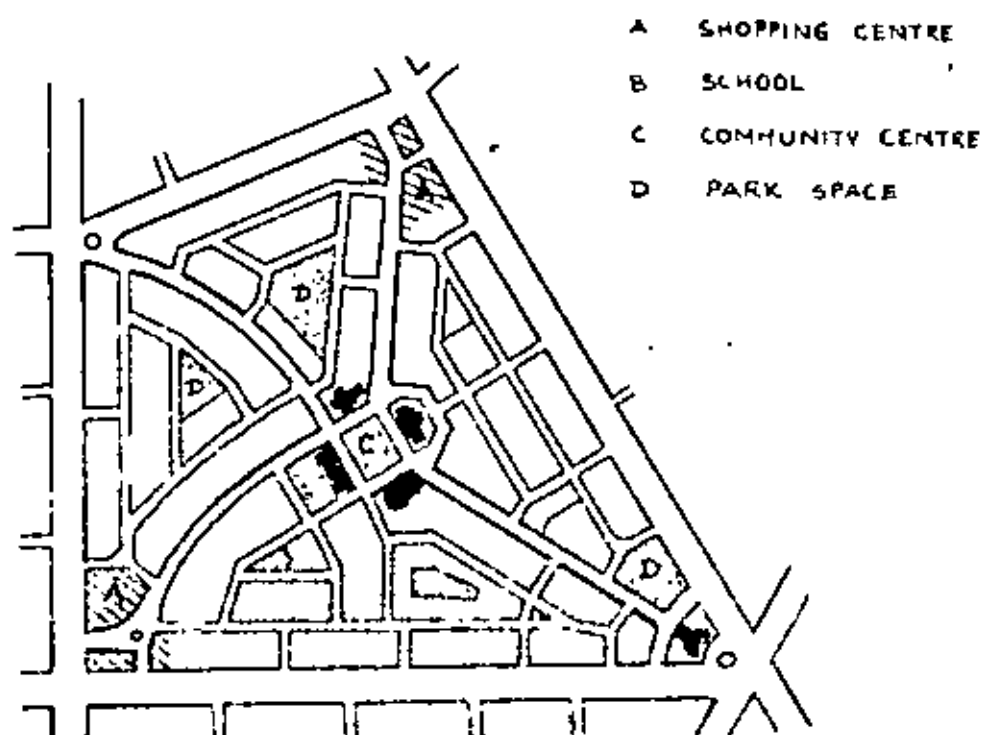 A SHOPPING CENTRE
B SCHOOL
C COMMUNITY CENTRE
D PARK SPACE
D
D
C
D